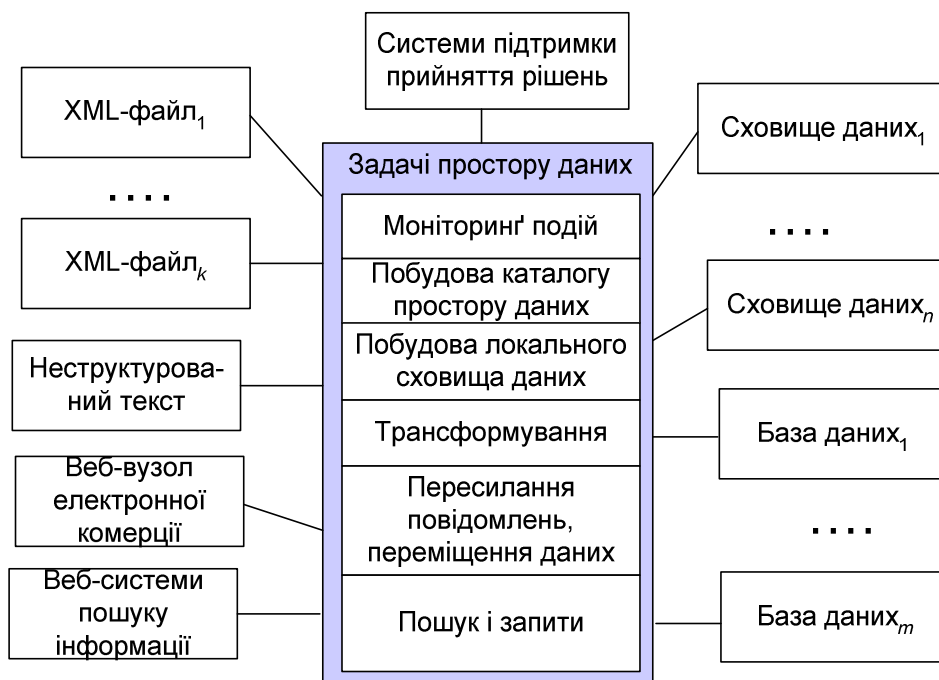 Системи підтримки
прийняття рішень
XML-файл₁
. . . .
XML-файлₖ
Неструктурова-
ний текст
Веб-вузол
електронної
комерції
Веб-системи
пошуку
інформації
Задачі простору даних
Моніторинґ подій
Побудова каталогу
простору даних
Побудова локального
сховища даних
Трансформування
Пересилання
повідомлень,
переміщення даних
Пошук і запити
Сховище даних₁
. . . .
Сховище данихₙ
База даних₁
. . . .
База данихₘ